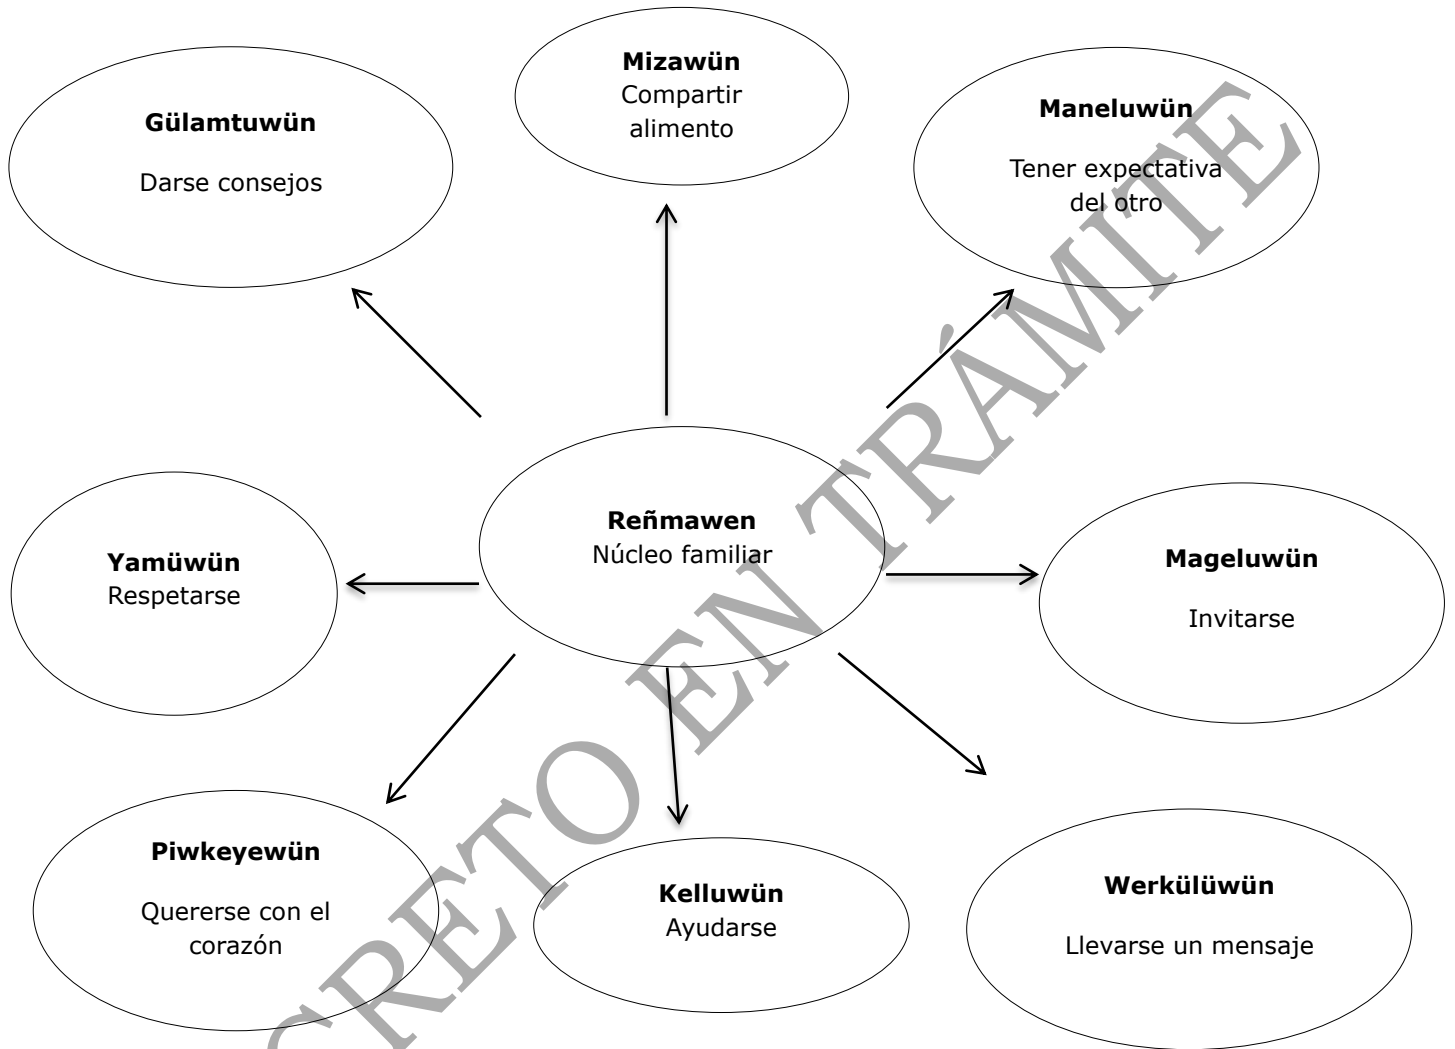 Mizawün
Compartir
alimento
Gülamtuwün
Darse consejos
Maneluwün
Tener expectativa
del otro
Reñmawen
Núcleo familiar
Yamüwün
Respetarse
Mageluwün
Invitarse
Piwkeyewün
Quererse con el
corazón
Kelluwün
Ayudarse
Werkülüwün
Llevarse un mensaje
CRETO EN TRÁMITE